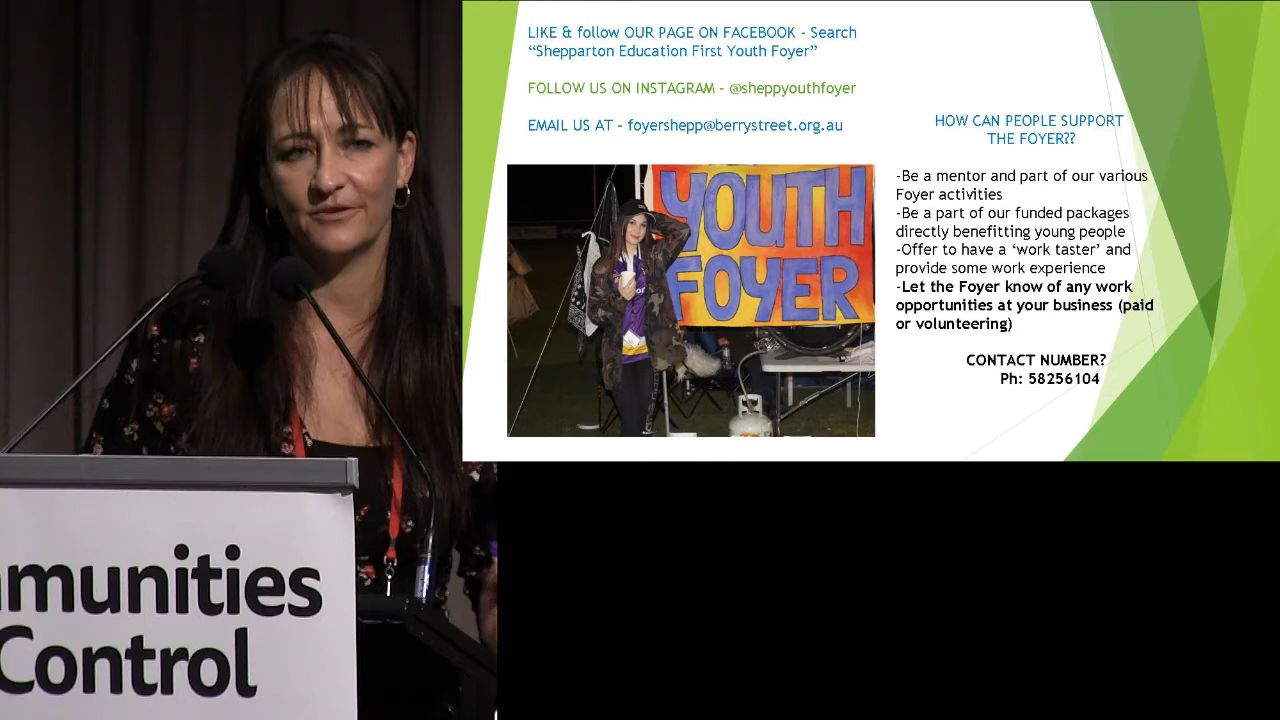 LIKE & follow OUR PAGE ON FACEBOOK - Search
“Shepparton Education First Youth Foyer”
FOLLOW US ON INSTAGRAM - @sheppyouthfoyer
EMAIL US AT - foyershepp@berrystreet.org.au
YOUTH
FOYER
HOW CAN PEOPLE SUPPORT
THE FOYER??
-Be a mentor and part of our various
Foyer activities
-Be a part of our funded packages
directly benefitting young people
-Offer to have a ‘work taster’ and
provide some work experience
-Let the Foyer know of any work
opportunities at your business (paid
or volunteering)
CONTACT NUMBER?
Ph: 58256104
mmunities
Control